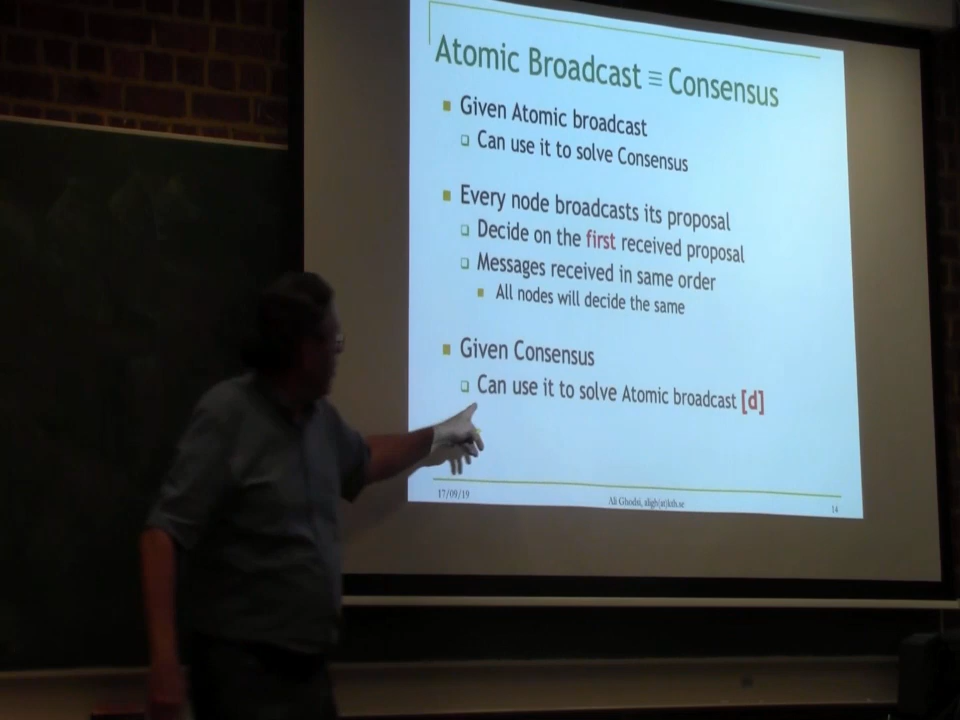 Atomic Broadcast ≡ Consensus
Given Atomic broadcast
Can use it to solve Consensus
Every node broadcasts its proposal
Decide on the first received proposal
Messages received in same order
All nodes will decide the same
Given Consensus
Can use it to solve Atomic broadcast [d]
17/09/19
Ali Ghodsi, aligh(at)kth.se
14